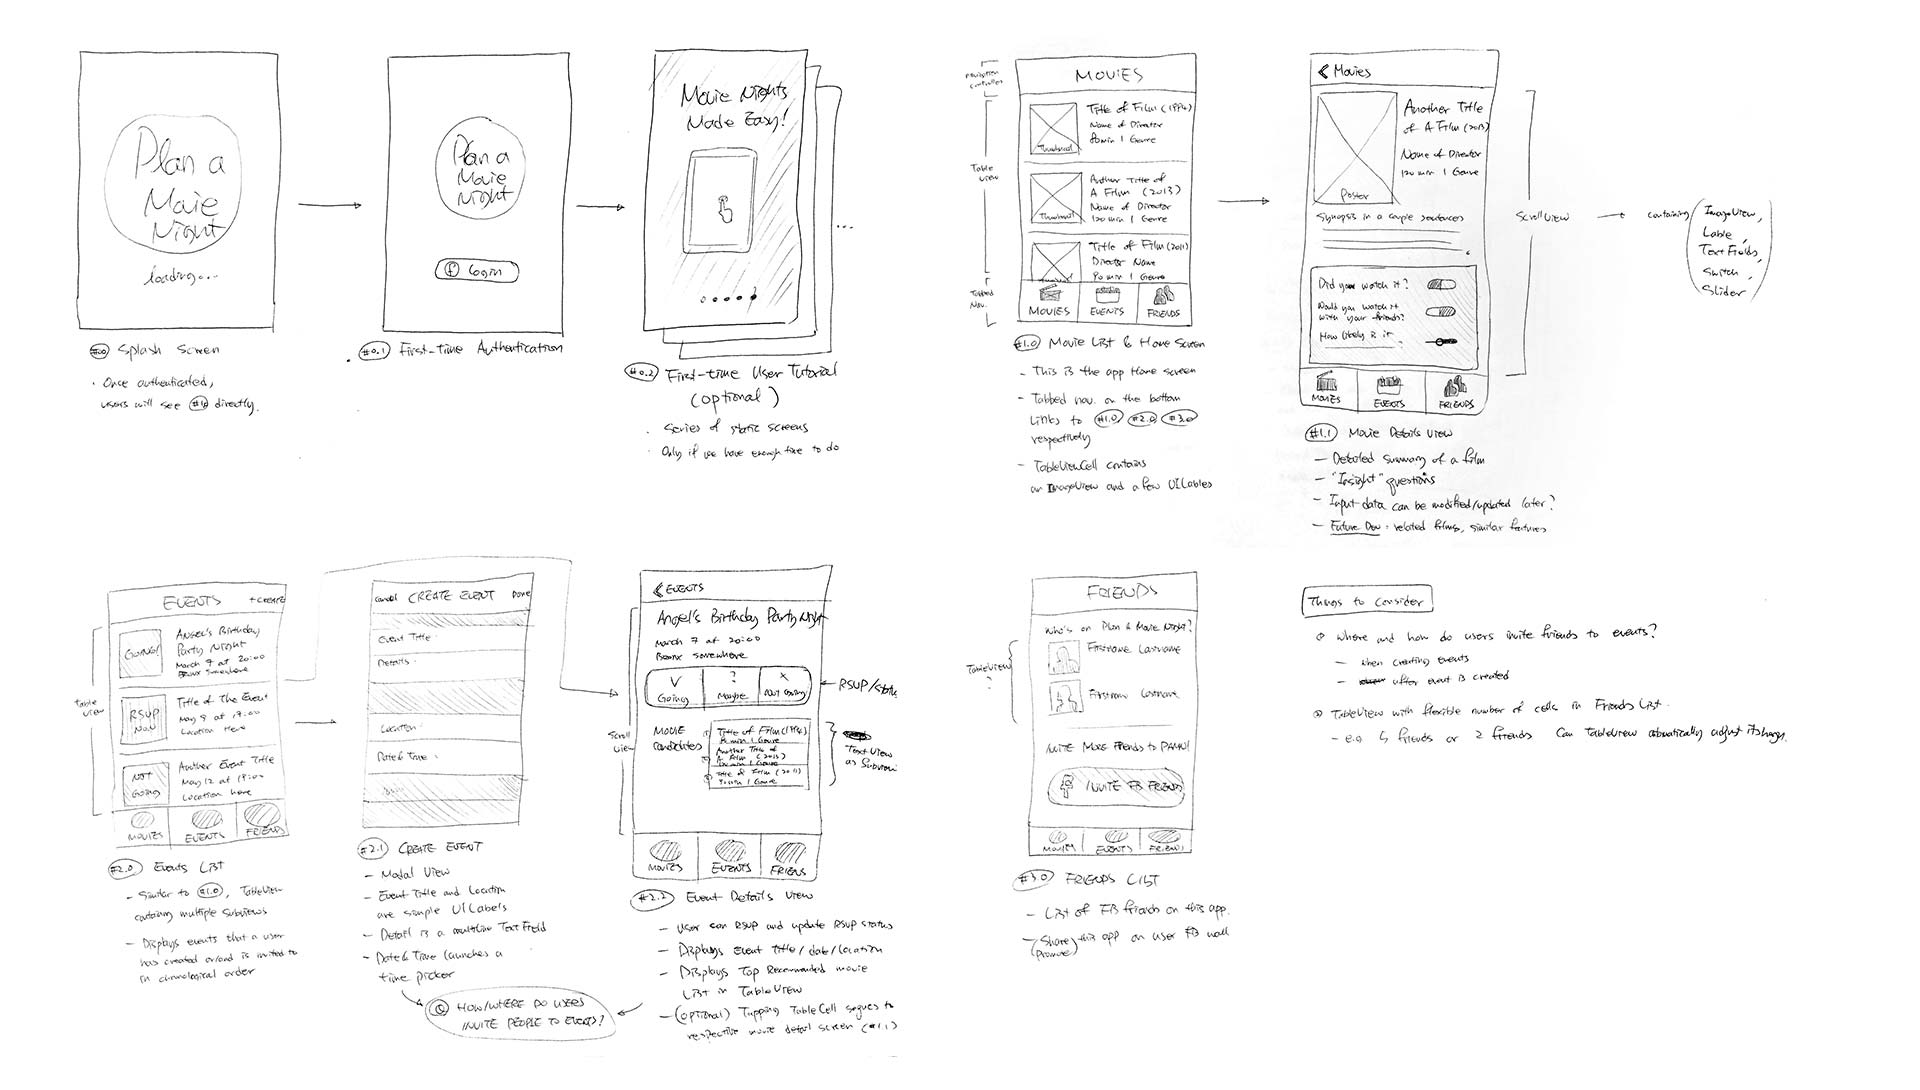 Plan a
Movie
Night
loading...
#0.0 Splash Screen
• Once authenticated,
users will see #1.0 directly.
Plan a
Movie
Night
f Login
#0.1 First-time Authentication
Movie Nights
Made Easy!
...
#0.2 First-time User Tutorial
(optional)
• Series of static screens
• Only if we have enough time to do
Navigation
controller
Table
View
Tabbed
Nav.
MOVIES
Thumbnail
Title of Film (1994)
Name of Director
80 min | Genre
Thumbnail
Another Title of
A Film (2013)
Name of Director
120 min | Genre
Thumbnail
Title of Film (2011)
Director Name
90 min | Genre
MOVIES
EVENTS
FRIENDS
#1.0 Movie List & Home Screen
- This is the app Home screen
- Tabbed nav. on the bottom
Links to #1.0, #2.0, #3.0
respectively
- TableViewCell contains
an ImageView and a few UILables
< Movies
Poster
Another Title
of A Film (2013)
Name of Director
120 min | Genre
Synopsis in a couple sentences
Did you watch it?
Would you watch it
with your friends?
How likely is it
MOVIES
EVENTS
FRIENDS
ScrollView
containing
ImageView,
Lable,
TextFields,
Switch,
Slider
#1.1 Movie Details View
- Detailed summary of a film
- "Insight" questions
- Input data can be modified/updated later?
- Future Dev: related films, similar features
Table
View
EVENTS
+CREATE
GOING!
Angel's Birthday
Party Night
March 7 at 20:00
Bronx Somewhere
RSUP
Now
Title of The Event
May 9 at 17:00
Location Here
NOT
Going
Another Event Title
May 12 at 19:00
Location here
MOVIES
EVENTS
FRIENDS
#2.0 Events List
- Similar to #1.0, TableView
containing multiple subviews
- Displays events that a user
has created or/and is invited to
in chronological order
Cancel
CREATE EVENT
Done
Event Title:
Details:
Location:
Date & Time:
#2.1 CREATE EVENT
- Modal View
- Event Title and Location
are simple UILabels
- Detail is a multiline TextField
- Date & Time launches a
time picker
HOW/WHERE DO USERS
INVITE PEOPLE TO EVENTS?
Scroll
View
< EVENTS
Angel's Birthday Party Night
March 7 at 20:00
Bronx somewhere
Going
?
Maybe
Not Going
RSUP/status
MOVIE
Candidates
Title of Film (1994)
80 min | Genre
Another Title of
A Film (2013)
120 min | Genre
Title of Film (2011)
90 min | Genre
TextView
as Subview
MOVIES
EVENTS
FRIENDS
#2.2 Event Details View
- User can RSUP and update RSUP status
- Displays Event Title/date/location
- Displays Top Recommended movie
List in TableView
- (optional) Tapping TableCell segues to
respective movie detail screen (#1.1)
TableView
?
FRIENDS
Who's on Plan A Movie Night?
Firstname Lastname
Firstname Lastname
INVITE More Friends to PAMN!
INVITE FB FRIENDS
MOVIES
EVENTS
FRIENDS
#3.0 FRIENDS LIST
- List of FB friends on this app.
- (Share
Promote) this app on user FB wall
Things to consider
Where and how do users invite friends to events?
- when creating events
- after event is created
TableView with flexible number of cells in Friends List.
- e.g. 5 friends or 2 friends Can TableView automatically adjust its